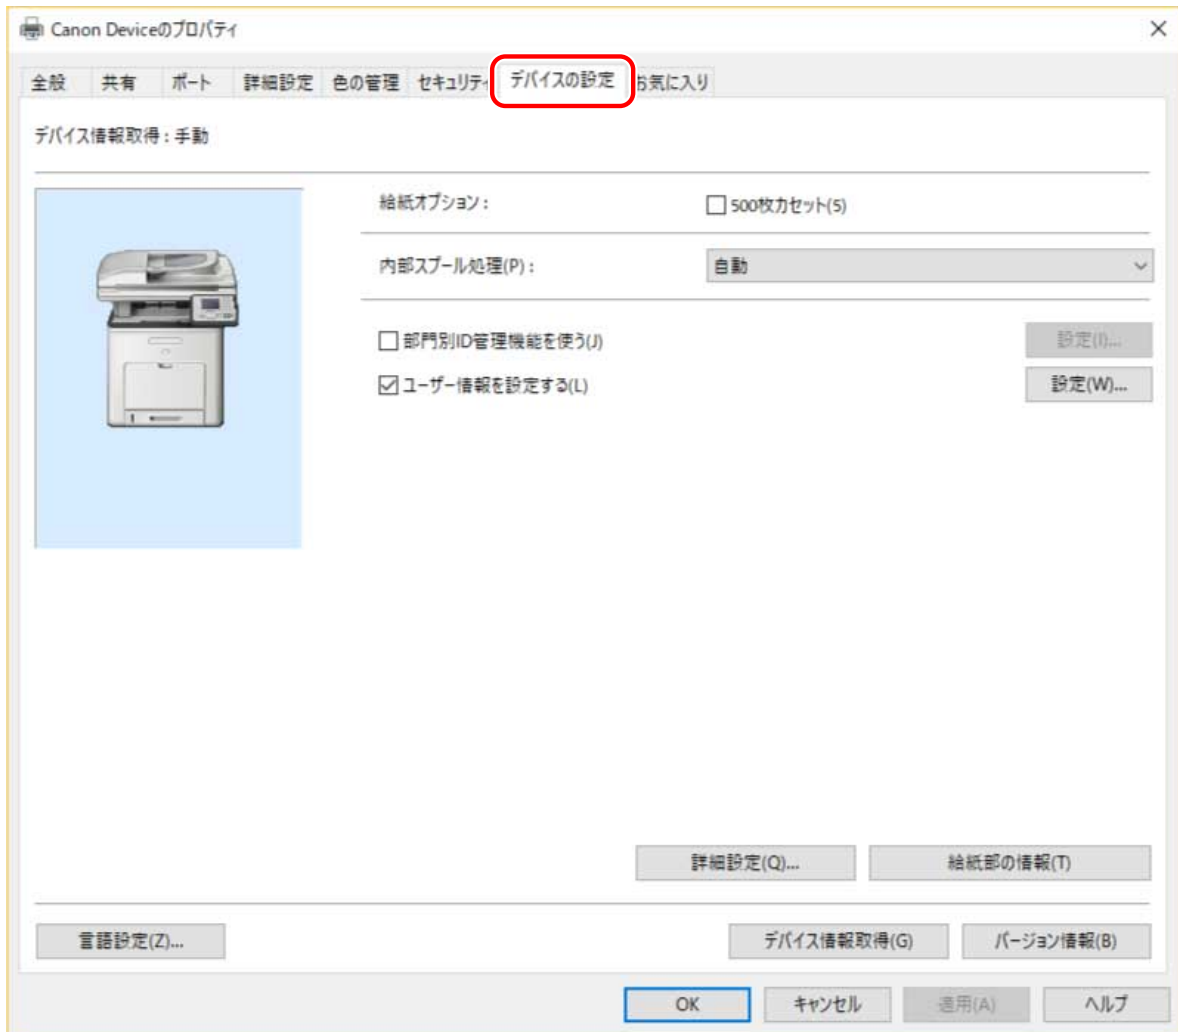 Canon Deviceのプロパティ
全般 共有 ポート 詳細設定 色の管理 セキュリティ デバイスの設定 お気に入り
デバイス情報取得：手動
給紙オプション： 500枚カセット(5)
内部スプール処理(P)： 自動
部門別ID管理機能を使う(J) 設定(I)...
ユーザー情報を設定する(L) 設定(W)...
詳細設定(Q)... 給紙部の情報(T)
言語設定(Z)... デバイス情報取得(G) バージョン情報(B)
OK キャンセル 適用(A) ヘルプ